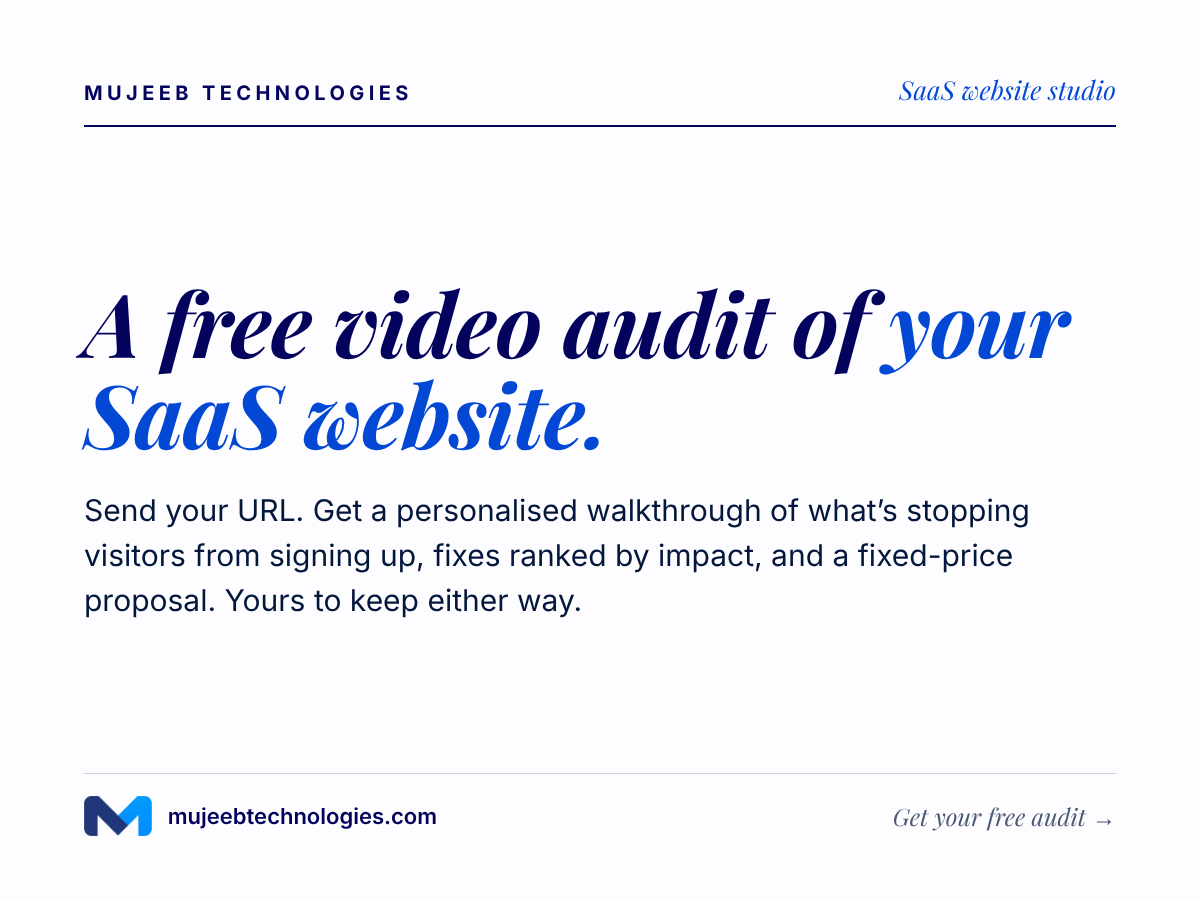 MUJEEB TECHNOLOGIES
SaaS website studio
A free video audit of your
SaaS website.
Send your URL. Get a personalised walkthrough of what’s stopping
visitors from signing up, fixes ranked by impact, and a fixed-price
proposal. Yours to keep either way.
mujeebtechnologies.com
Get your free audit →